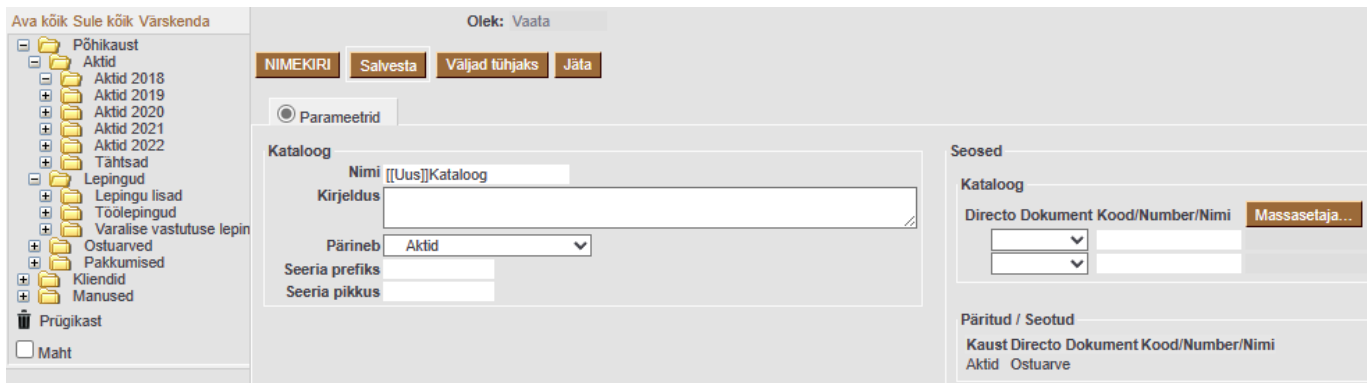 Ava kõik Sule kõik Värskenda
Põhikaust
Aktid
Aktid 2018
Aktid 2019
Aktid 2020
Aktid 2021
Aktid 2022
Tähtsad
Lepingud
Lepingu lisad
Töölepingud
Varalise vastutuse lepin
Ostuarved
Pakkumised
Kliendid
Manused
Prügikast
Maht
Olek: Vaata
NIMEKIRI Salvesta Väljad tühjaks Jäta
Parameetrid
Kataloog
Nimi [[Uus]]Kataloog
Kirjeldus
Pärineb Aktid
Seeria prefiks
Seeria pikkus
Seosed
Kataloog
Directo Dokument Kood/Number/Nimi Massasetaja...
Päritud / Seotud
Kaust Directo Dokument Kood/Number/Nimi
Aktid Ostuarve